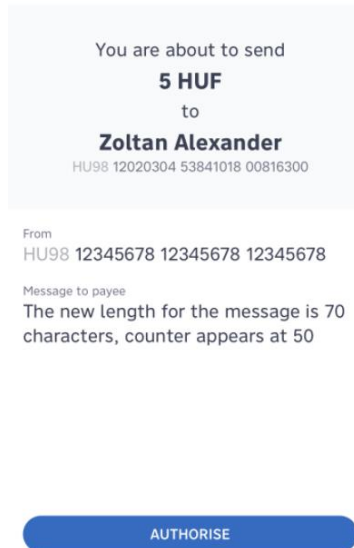 You are about to send
5 HUF
to
Zoltan Alexander
HU98 12020304 53841018 00816300
From
HU98 12345678 12345678 12345678
Message to payee
The new length for the message is 70
characters, counter appears at 50
AUTHORISE